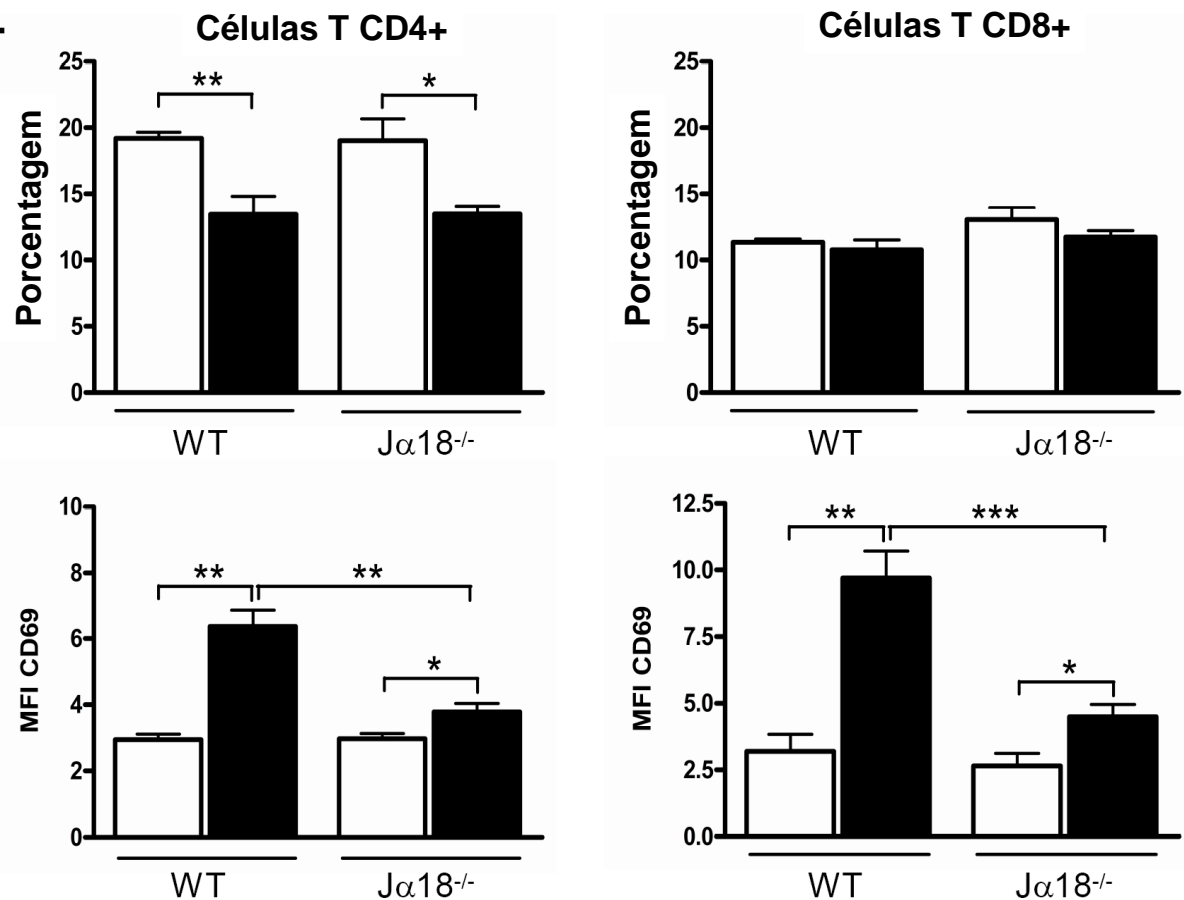 Células T CD4+
Porcentagem
25
20
15
10
5
0
**
*
WT
Jα18-/-
Células T CD8+
Porcentagem
25
20
15
10
5
0
WT
Jα18-/-
MFI CD69
10
8
6
4
2
0
**
**
*
WT
Jα18-/-
MFI CD69
12.5
10.0
7.5
5.0
2.5
0.0
**
***
*
WT
Jα18-/-